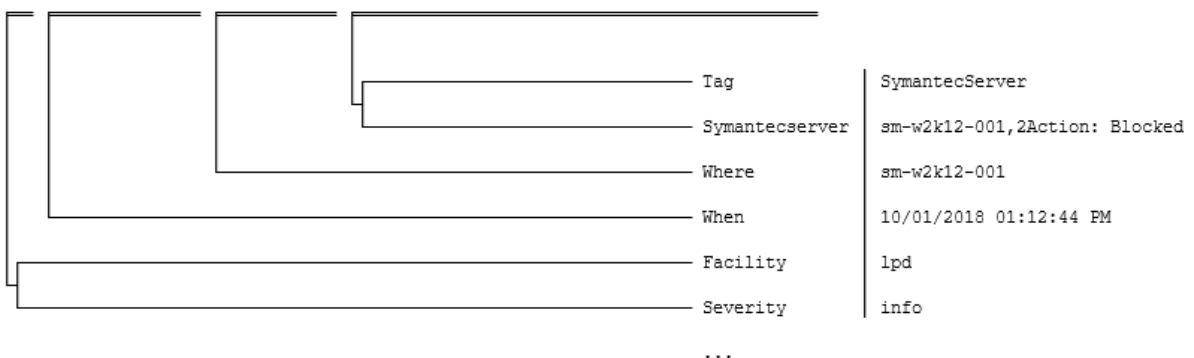 Tag SymantecServer
Symantecserver sm-w2k12-001,2Action: Blocked
Where sm-w2k12-001
When 10/01/2018 01:12:44 PM
Facility lpd
Severity info
...